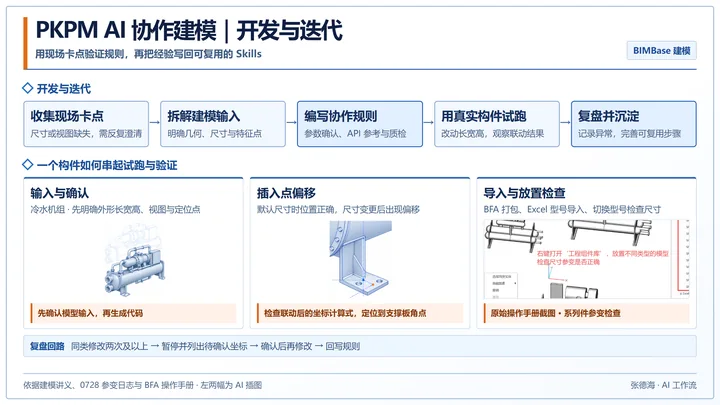 PKPM AI 协作建模｜开发与迭代
用现场卡点验证规则，再把经验写回可复用的 Skills
BIMBase 建模
开发与迭代
收集现场卡点
尺寸或视图缺失，需反复澄清
拆解建模输入
明确几何、尺寸与特征点
编写协作规则
参数确认、API 参考与质检
用真实构件试跑
改动长宽高，观察联动结果
复盘并沉淀
记录异常，完善可复用步骤
一个构件如何串起试跑与验证
输入与确认
冷水机组 · 先明确外形长宽高、视图与定位点
先确认模型输入，再生成代码
插入点偏移
默认尺寸时位置正确，尺寸变更后出现偏移
检查联动后的坐标计算式，定位到支撑板角点
导入与放置检查
BFA 打包、Excel 型号导入、切换型号检查尺寸
右键打开“工程组件库”，放置不同类型的模型
检查尺寸参变是否正确
原始操作手册截图 · 系列件参变检查
复盘回路 同类修改两次及以上 → 暂停并列出待确认坐标 → 确认后再修改 → 回写规则
依据建模讲义，0728 参变日志与 BFA 操作手册 · 左两幅为 AI 插图
张德海 · AI 工作流